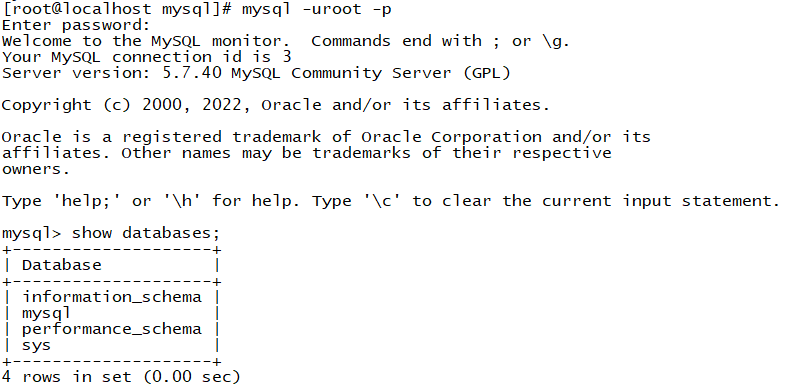 [root@localhost mysql]# mysql -uroot -p
Enter password:
Welcome to the MySQL monitor.  Commands end with ; or \g.
Your MySQL connection id is 3
Server version: 5.7.40 MySQL Community Server (GPL)
Copyright (c) 2000, 2022, Oracle and/or its affiliates.
Oracle is a registered trademark of Oracle Corporation and/or its
affiliates. Other names may be trademarks of their respective
owners.
Type 'help;' or '\h' for help. Type '\c' to clear the current input statement.
mysql> show databases;
+--------------------+
| Database           |
+--------------------+
| information_schema |
| mysql              |
| performance_schema |
| sys                |
+--------------------+
4 rows in set (0.00 sec)